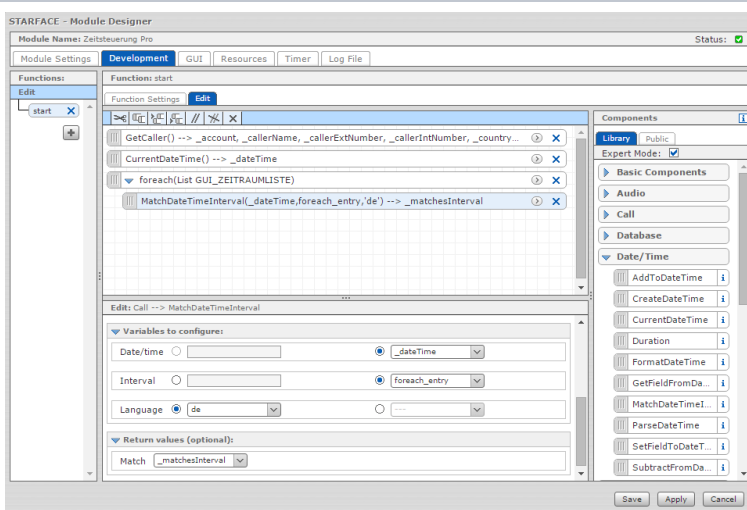 STARFACE - Module Designer
Module Name: Zeitsteuerung Pro
Status:
Module Settings Development GUI Resources Timer Log File
Functions:
Edit
start X
+
Function: start
Function Settings Edit
GetCaller() --> _account, _callerName, _callerExtNumber, _callerIntNumber, _country...
CurrentDateTime() --> _dateTime
foreach(List GUI_ZEITRAUMLISTE)
MatchDateTimeInterval(_dateTime,foreach_entry,'de') --> _matchesInterval
Edit: Call --> MatchDateTimeInterval
Variables to configure:
Date/time _dateTime
Interval foreach_entry
Language de ---
Return values (optional):
Match _matchesInterval
Components i
Library Public
Expert Mode:
Basic Components
Audio
Call
Database
Date/Time
AddToDateTime i
CreateDateTime i
CurrentDateTime i
Duration i
FormatDateTime i
GetFieldFromDa... i
MatchDateTimeI... i
ParseDateTime i
SetFieldToDateT... i
SubtractFromDa... i
Save Apply Cancel